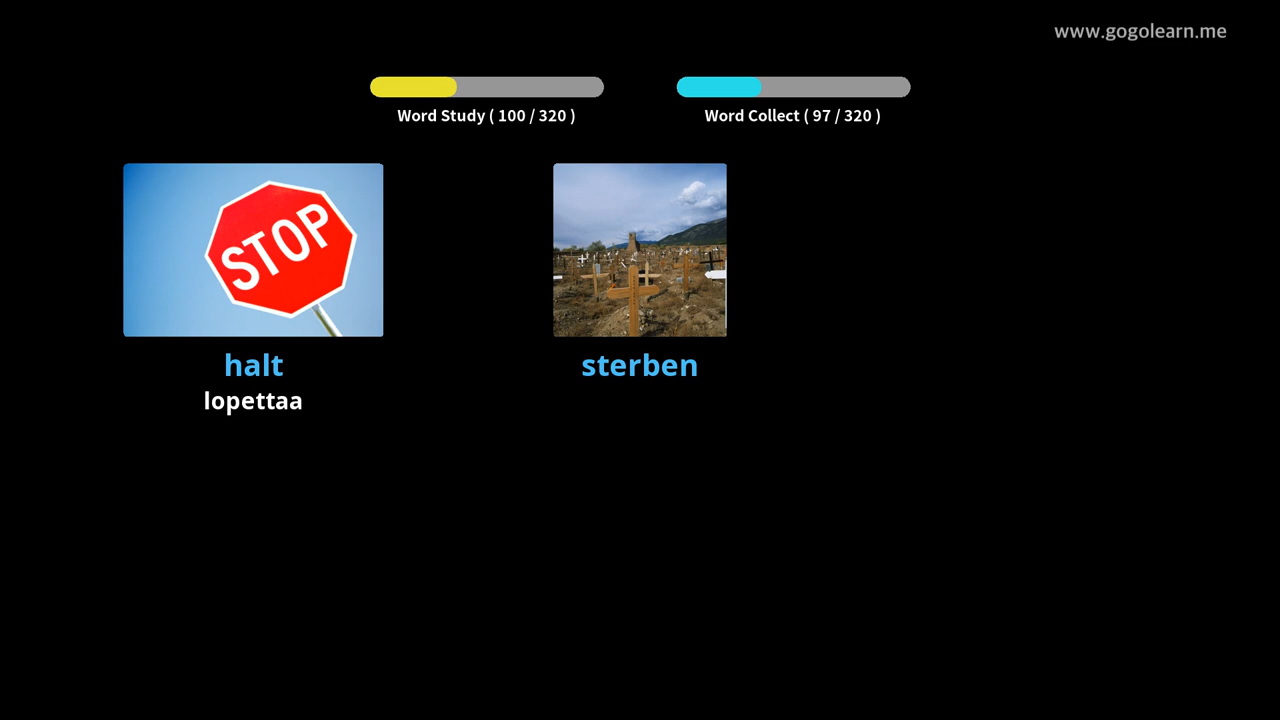 www.gogolearn.me
Word Study ( 100 / 320 )
Word Collect ( 97 / 320 )
STOP
halt
lopettaa
sterben